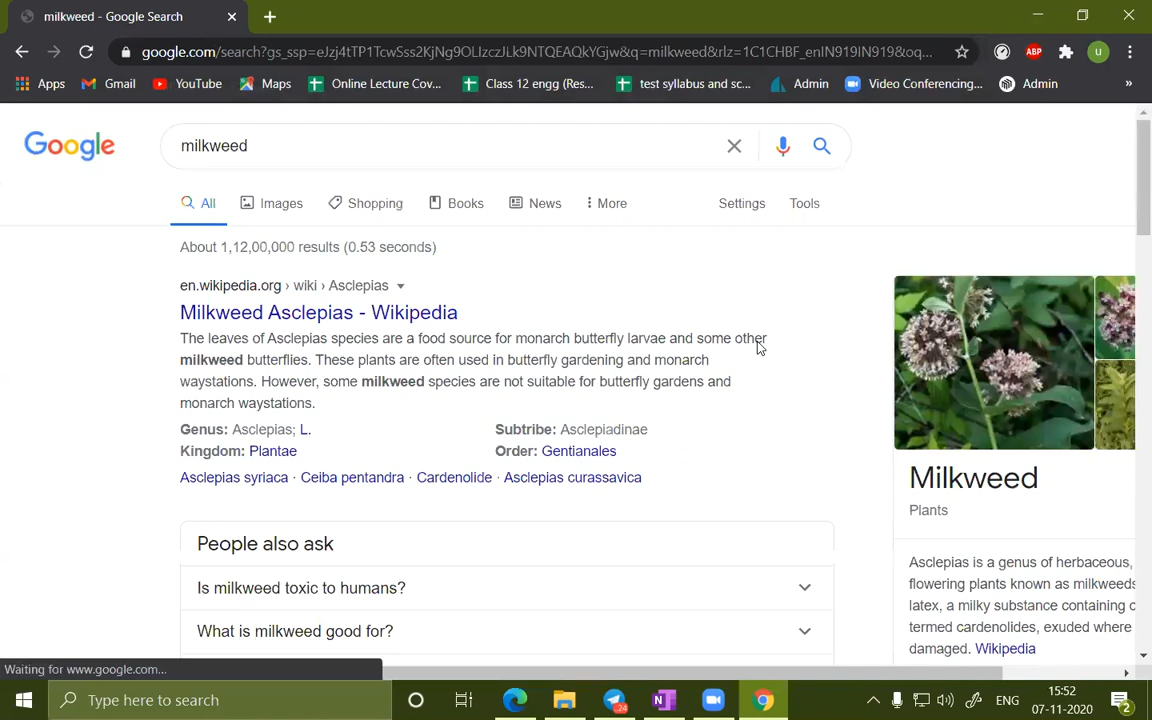 milkweed - Google Search
google.com/search?gs_ssp=eJzj4tTP1TcwSss2KjNg9OLIzczJLk9NTEAOkYGjw&q=milkweed&rlz=1C1CHBF_enIN919IN919&oq...
ABP
u
Apps Gmail YouTube Maps Online Lecture Cov... Class 12 engg (Res... test syllabus and sc... Admin Video Conferencing... Admin »
Google
milkweed
All Images Shopping Books News More Settings Tools
About 1,12,00,000 results (0.53 seconds)
en.wikipedia.org › wiki › Asclepias
Milkweed Asclepias - Wikipedia
The leaves of Asclepias species are a food source for monarch butterfly larvae and some other
milkweed butterflies. These plants are often used in butterfly gardening and monarch
waystations. However, some milkweed species are not suitable for butterfly gardens and
monarch waystations.
Genus: Asclepias; L. Subtribe: Asclepiadinae
Kingdom: Plantae Order: Gentianales
Asclepias syriaca · Ceiba pentandra · Cardenolide · Asclepias curassavica
People also ask
Is milkweed toxic to humans?
What is milkweed good for?
Milkweed
Plants
Asclepias is a genus of herbaceous,
flowering plants known as milkweeds
latex, a milky substance containing
termed cardenolides, exuded where
damaged. Wikipedia
Waiting for www.google.com...
Type here to search
24
ENG
15:52
07-11-2020
2